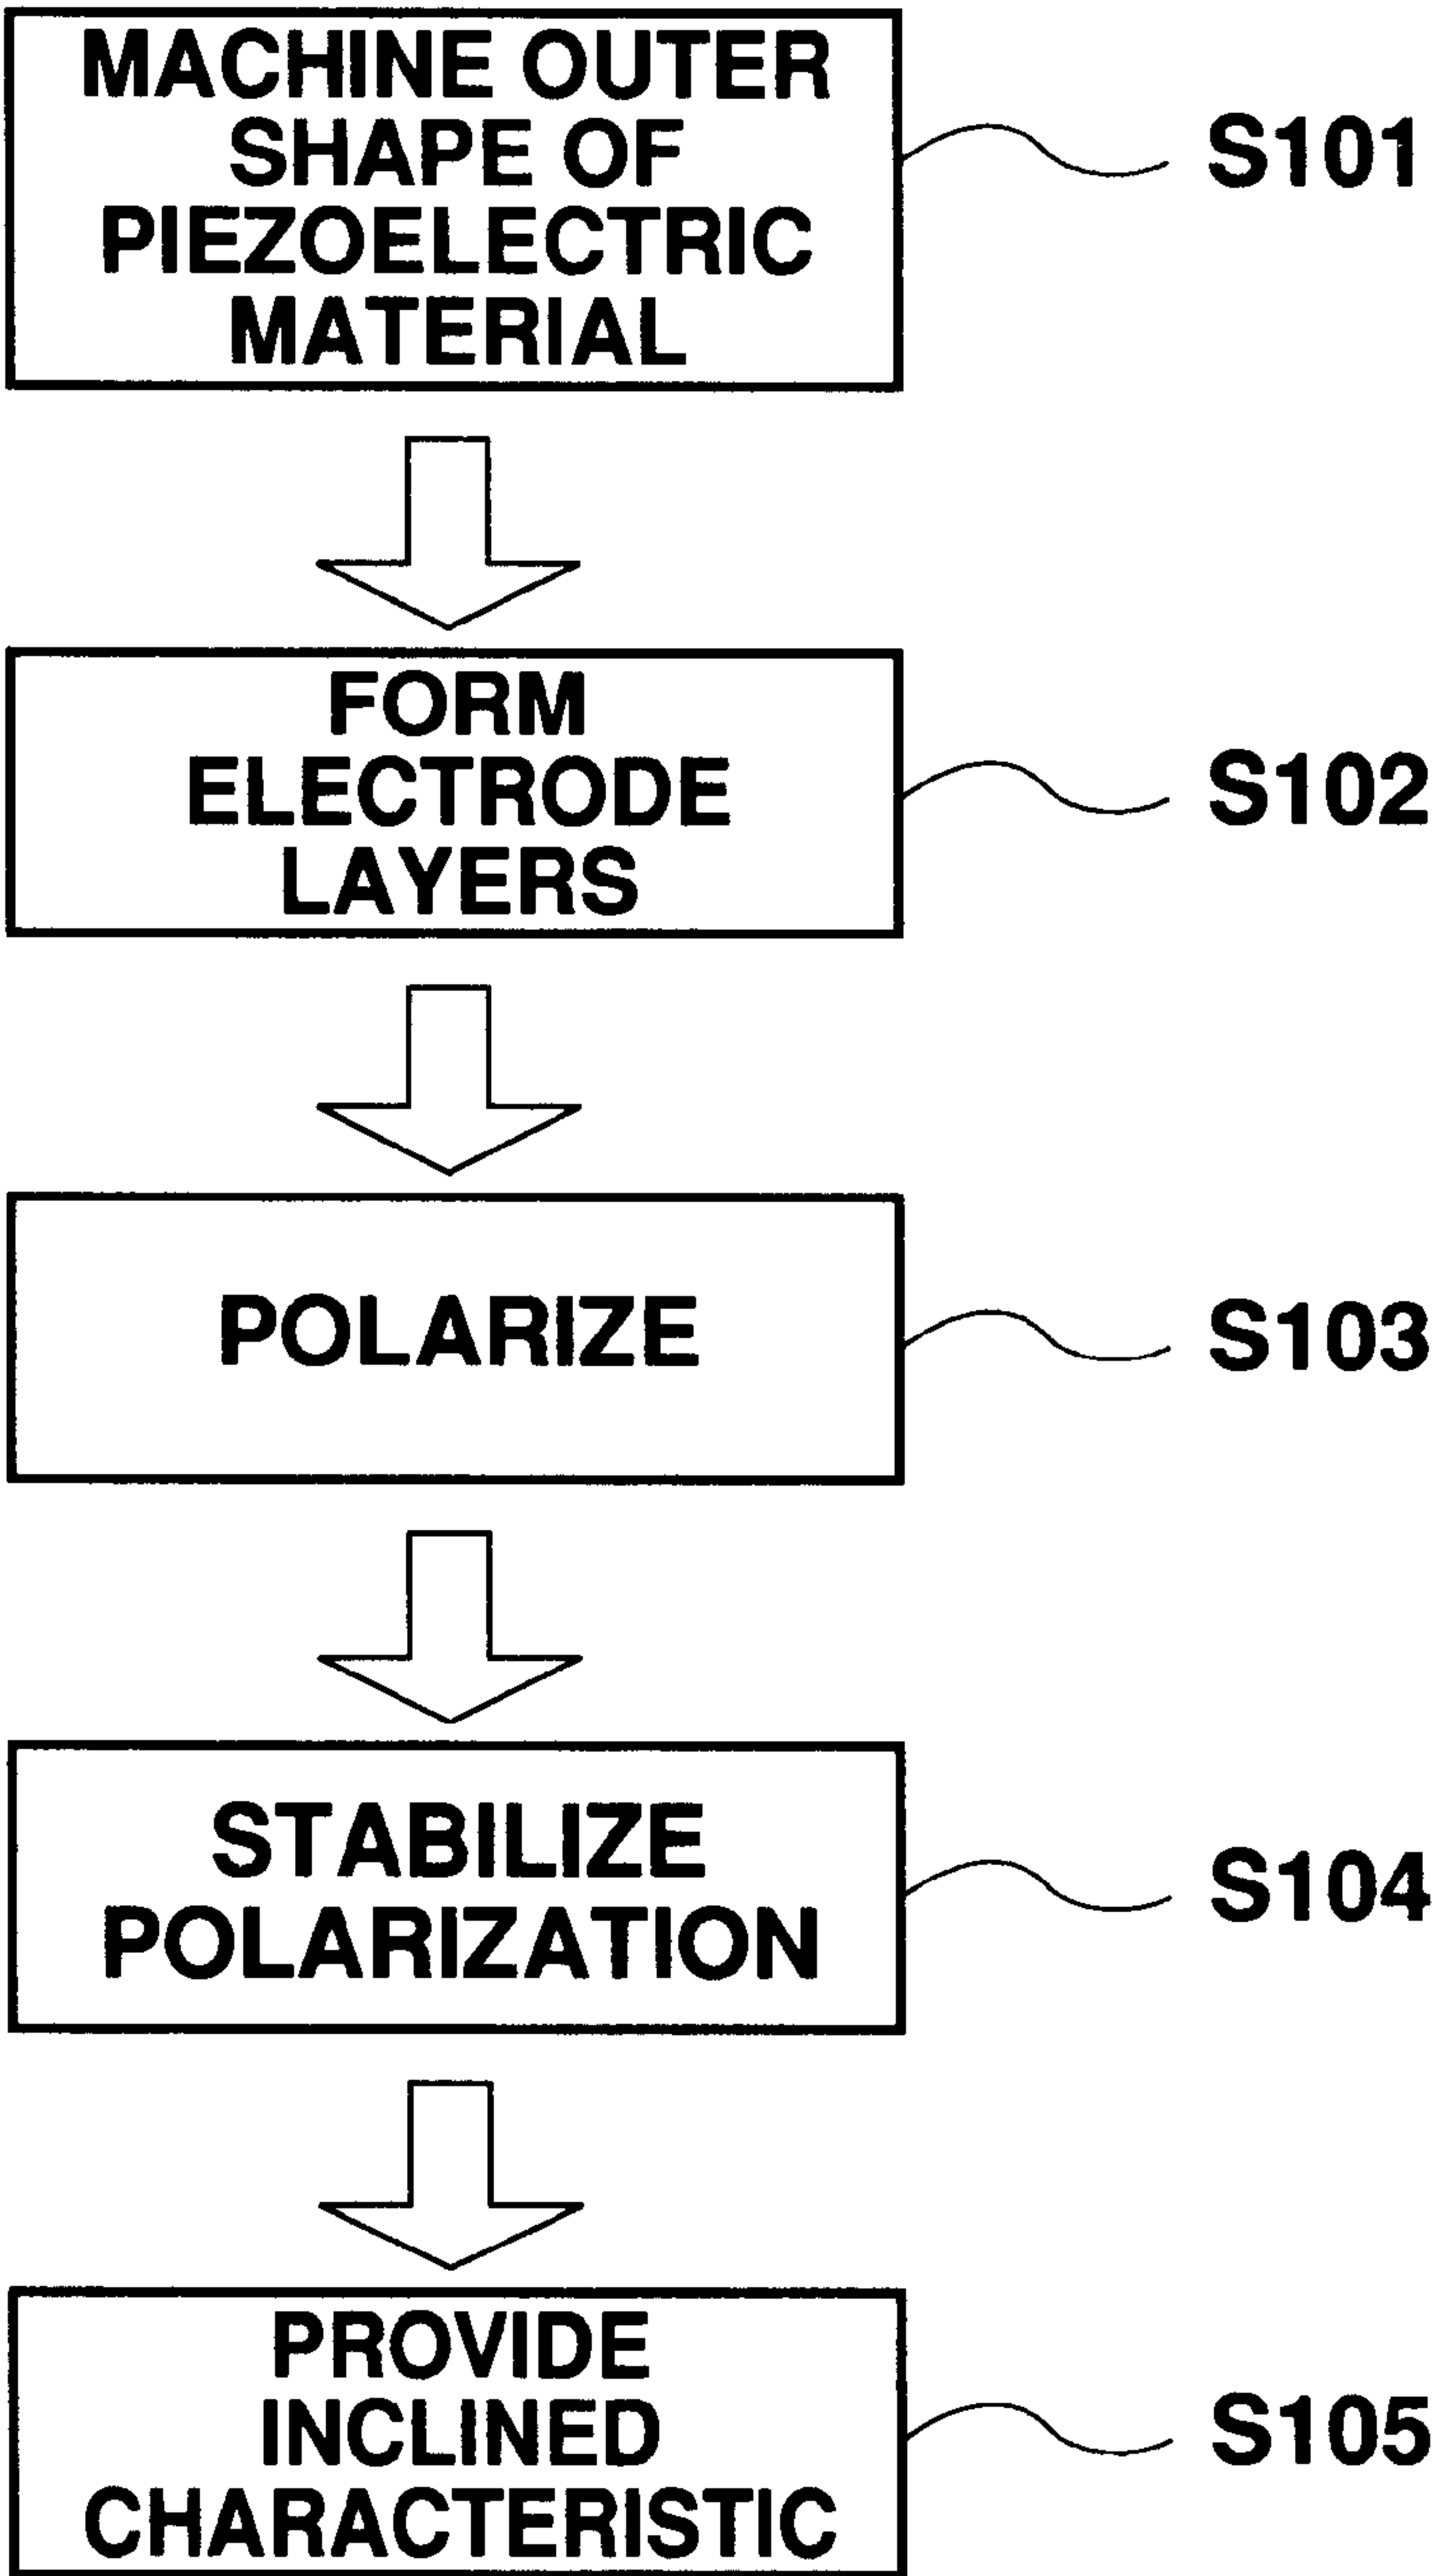 MACHINE OUTER
SHAPE OF
PIEZOELECTRIC
MATERIAL
S101
FORM
ELECTRODE
LAYERS
S102
POLARIZE
S103
STABILIZE
POLARIZATION
S104
PROVIDE
INCLINED
CHARACTERISTIC
S105